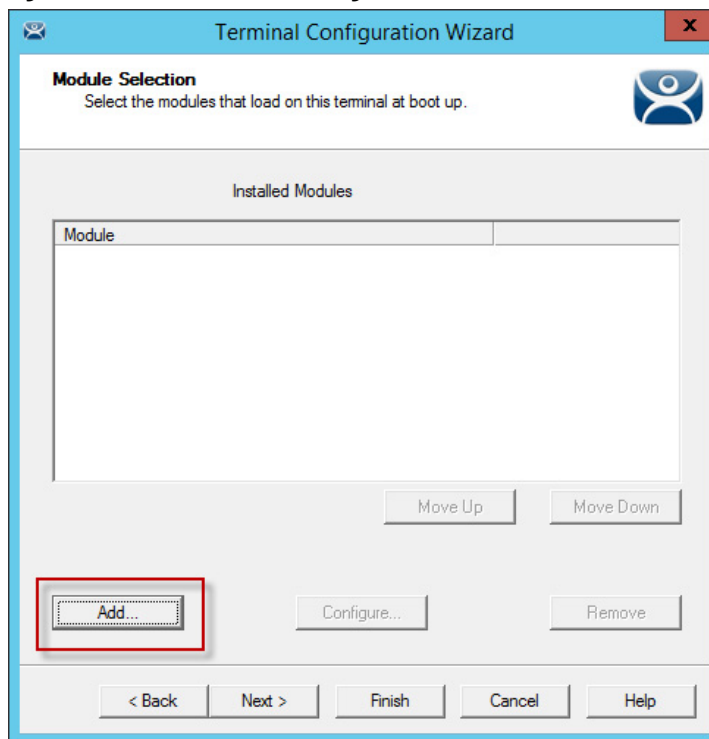 Terminal Configuration Wizard
x
Module Selection
Select the modules that load on this terminal at boot up.
Installed Modules
Module
Move Up
Move Down
Add...
Configure...
Remove
< Back
Next >
Finish
Cancel
Help